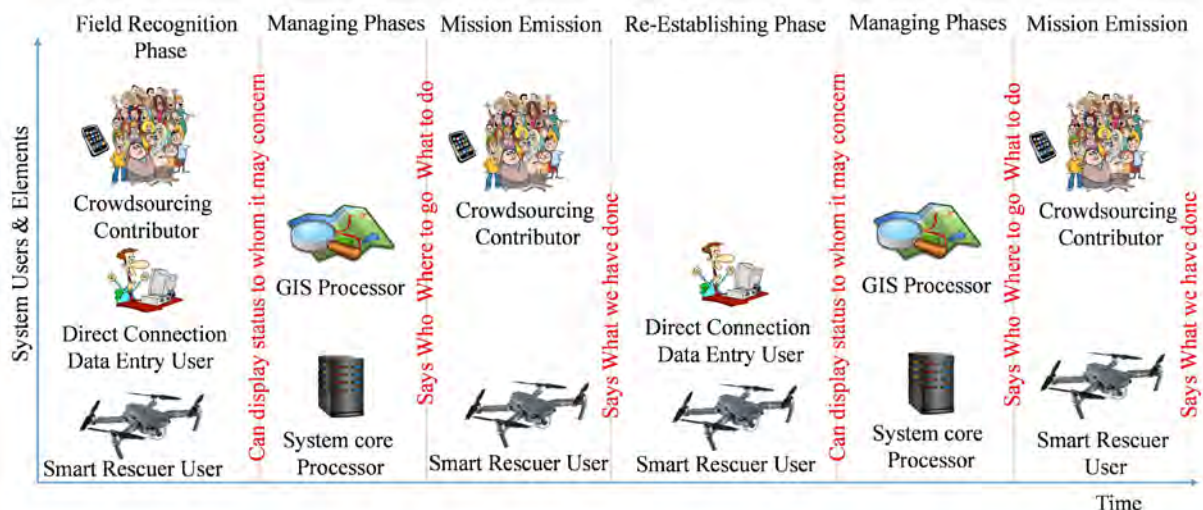 Field Recognition
Phase
Managing Phases
Mission Emission
Re-Establishing Phase
Managing Phases
Mission Emission
System Users & Elements
Crowdsourcing
Contributor
Direct Connection
Data Entry User
Smart Rescuer User
Can display status to whom it may concern
GIS Processor
System core
Processor
Says Who Where to go What to do
Crowdsourcing
Contributor
Smart Rescuer User
Says What we have done
Direct Connection
Data Entry User
Smart Rescuer User
Can display status to whom it may concern
GIS Processor
System core
Processor
Says Who Where to go What to do
Crowdsourcing
Contributor
Smart Rescuer
User
Says What we have done
Time